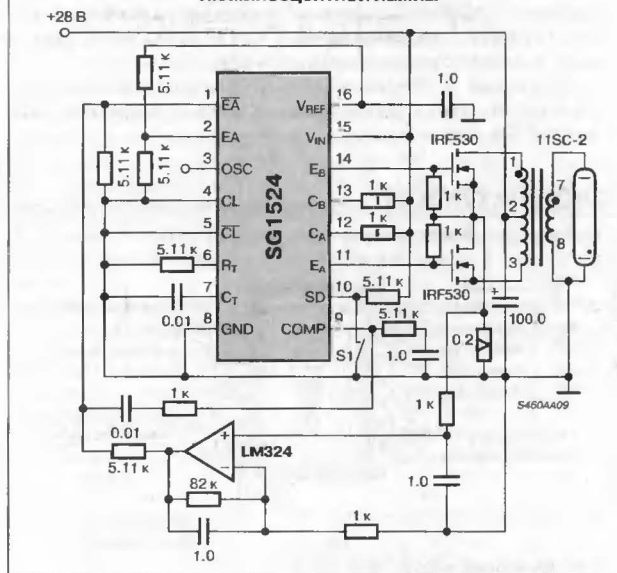 +28 В
5.11 к
5.11 к
5.11 к
5.11 к
0.01
SG1524
1 EA
2 EA
3 OSC
4 CL
5 CL
6 RT
7 CT
8 GND
VREF 16
VIN 15
EB 14
CB 13
CA 12
EA 11
SD 10
COMP 9
1.0
IRF530
11SC-2
1 к
1 к
1 к
1 к
1
2
3
7
8
IRF530
5.11 к
5.11 к
S1
1.0
+
100.0
0.2
S460AA09
1 к
0.01
1 к
5.11 к
LM324
+
−
82 к
1.0
1.0
1 к